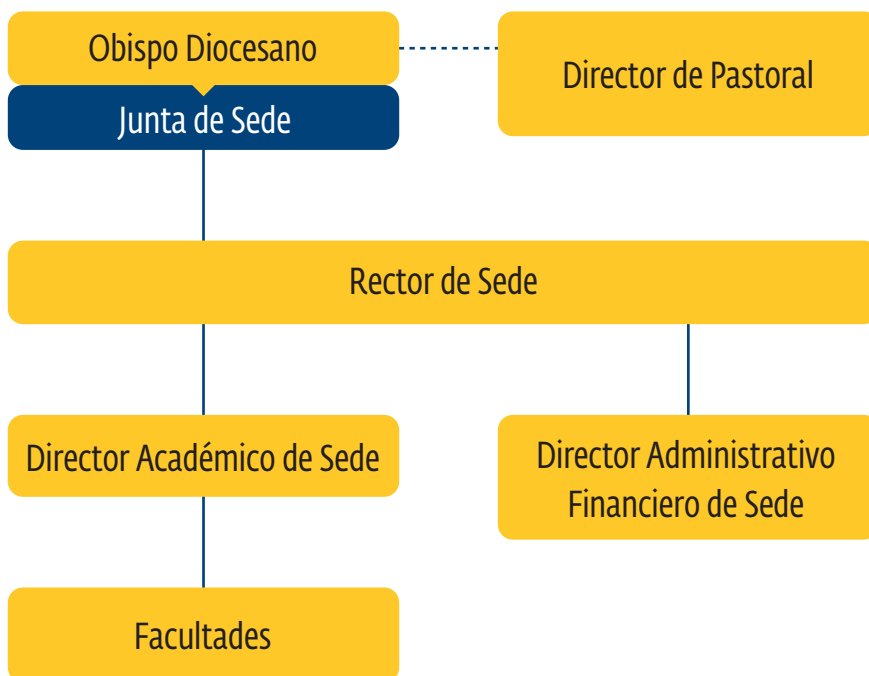 Obispo Diocesano
Director de Pastoral
Junta de Sede
Rector de Sede
Director Académico de Sede
Director Administrativo
Financiero de Sede
Facultades